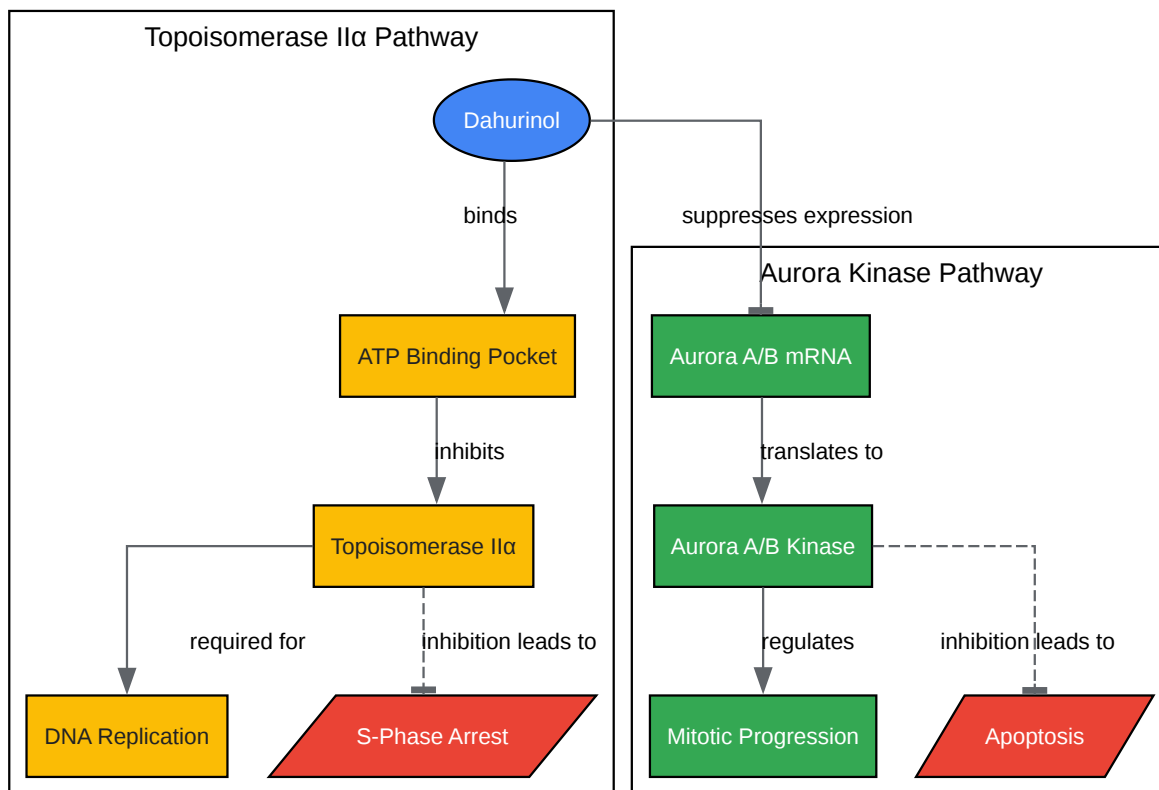 Topoisomerase IIα Pathway
Dahurinol
binds
suppresses expression
Aurora Kinase Pathway
ATP Binding Pocket
Aurora A/B mRNA
inhibits
translates to
Topoisomerase IIα
Aurora A/B Kinase
required for
inhibition leads to
regulates
inhibition leads to
DNA Replication
S-Phase Arrest
Mitotic Progression
Apoptosis